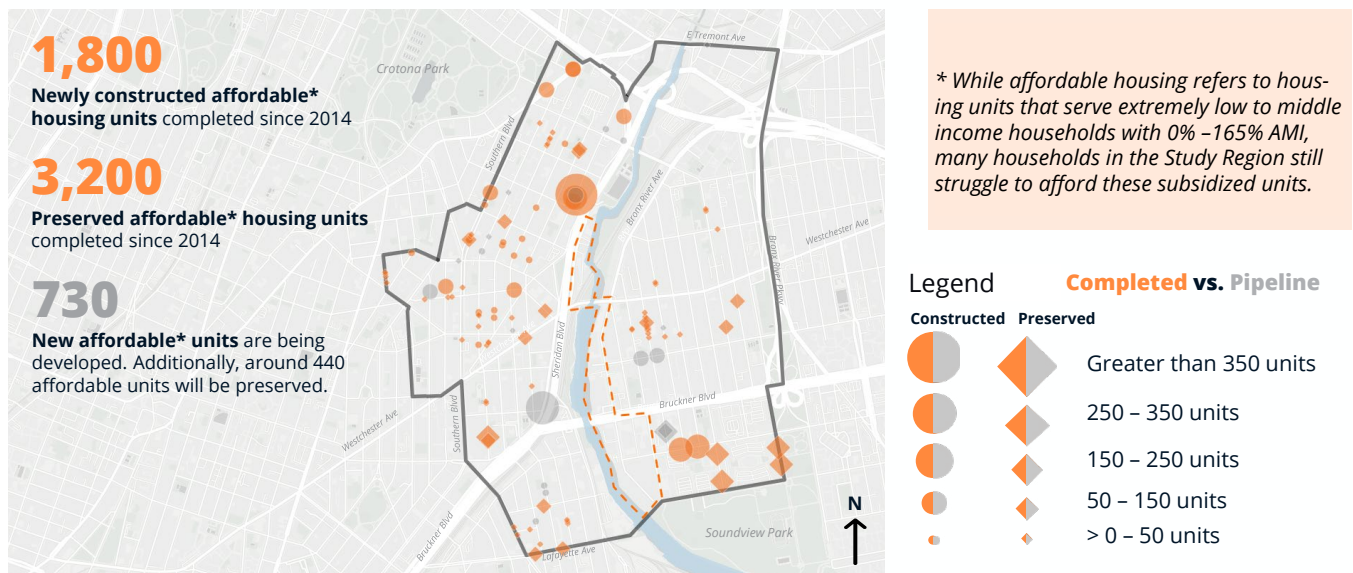 1,800
Newly constructed affordable*
housing units completed since 2014
3,200
Preserved affordable* housing units
completed since 2014
730
New affordable* units are being
developed. Additionally, around 440
affordable units will be preserved.
E Tremont Ave
Crotona Park
Southern Blvd
Bronx River Ave
Westchester Ave
Bronx River Pkwy
Sheridan Blvd
Bruckner Blvd
Westchester Ave
Southern Blvd
Bruckner Blvd
Lafayette Ave
Soundview Park
N
* While affordable housing refers to hous-
ing units that serve extremely low to middle
income households with 0% –165% AMI,
many households in the Study Region still
struggle to afford these subsidized units.
Legend
Completed vs. Pipeline
Constructed Preserved
Greater than 350 units
250 – 350 units
150 – 250 units
50 – 150 units
> 0 – 50 units